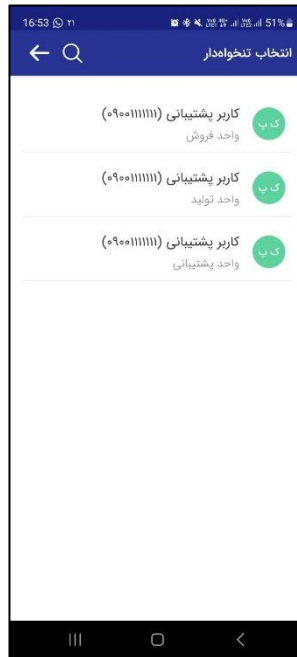 16:53 ۲۱ 51%
انتخاب تنخواه‌دار
ک پ
کاربر پشتیبانی (۰۹۰۰۱۱۱۱۱۱۱)
واحد فروش
ک پ
کاربر پشتیبانی (۰۹۰۰۱۱۱۱۱۱۱)
واحد تولید
ک پ
کاربر پشتیبانی (۰۹۰۰۱۱۱۱۱۱۱)
واحد پشتیبانی